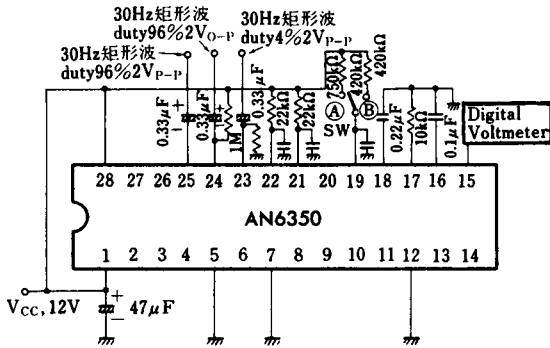 30Hz矩形波
duty96%2VO-P
30Hz矩形波
duty4%2VP-P
30Hz矩形波
duty96%2VP-P
0.33μF
0.33μF
1M
0.33μF
22kΩ
22kΩ
750kΩ
420kΩ
420kΩ
A
B
SW
0.22μF
10kΩ
0.1μF
Digital
Voltmeter
+
−
+
28 27 26 25 24 23 22 21 20 19 18 17 16 15
AN6350
1 2 3 4 5 6 7 8 9 10 11 12 13 14
VCC, 12V
+
−
47μF